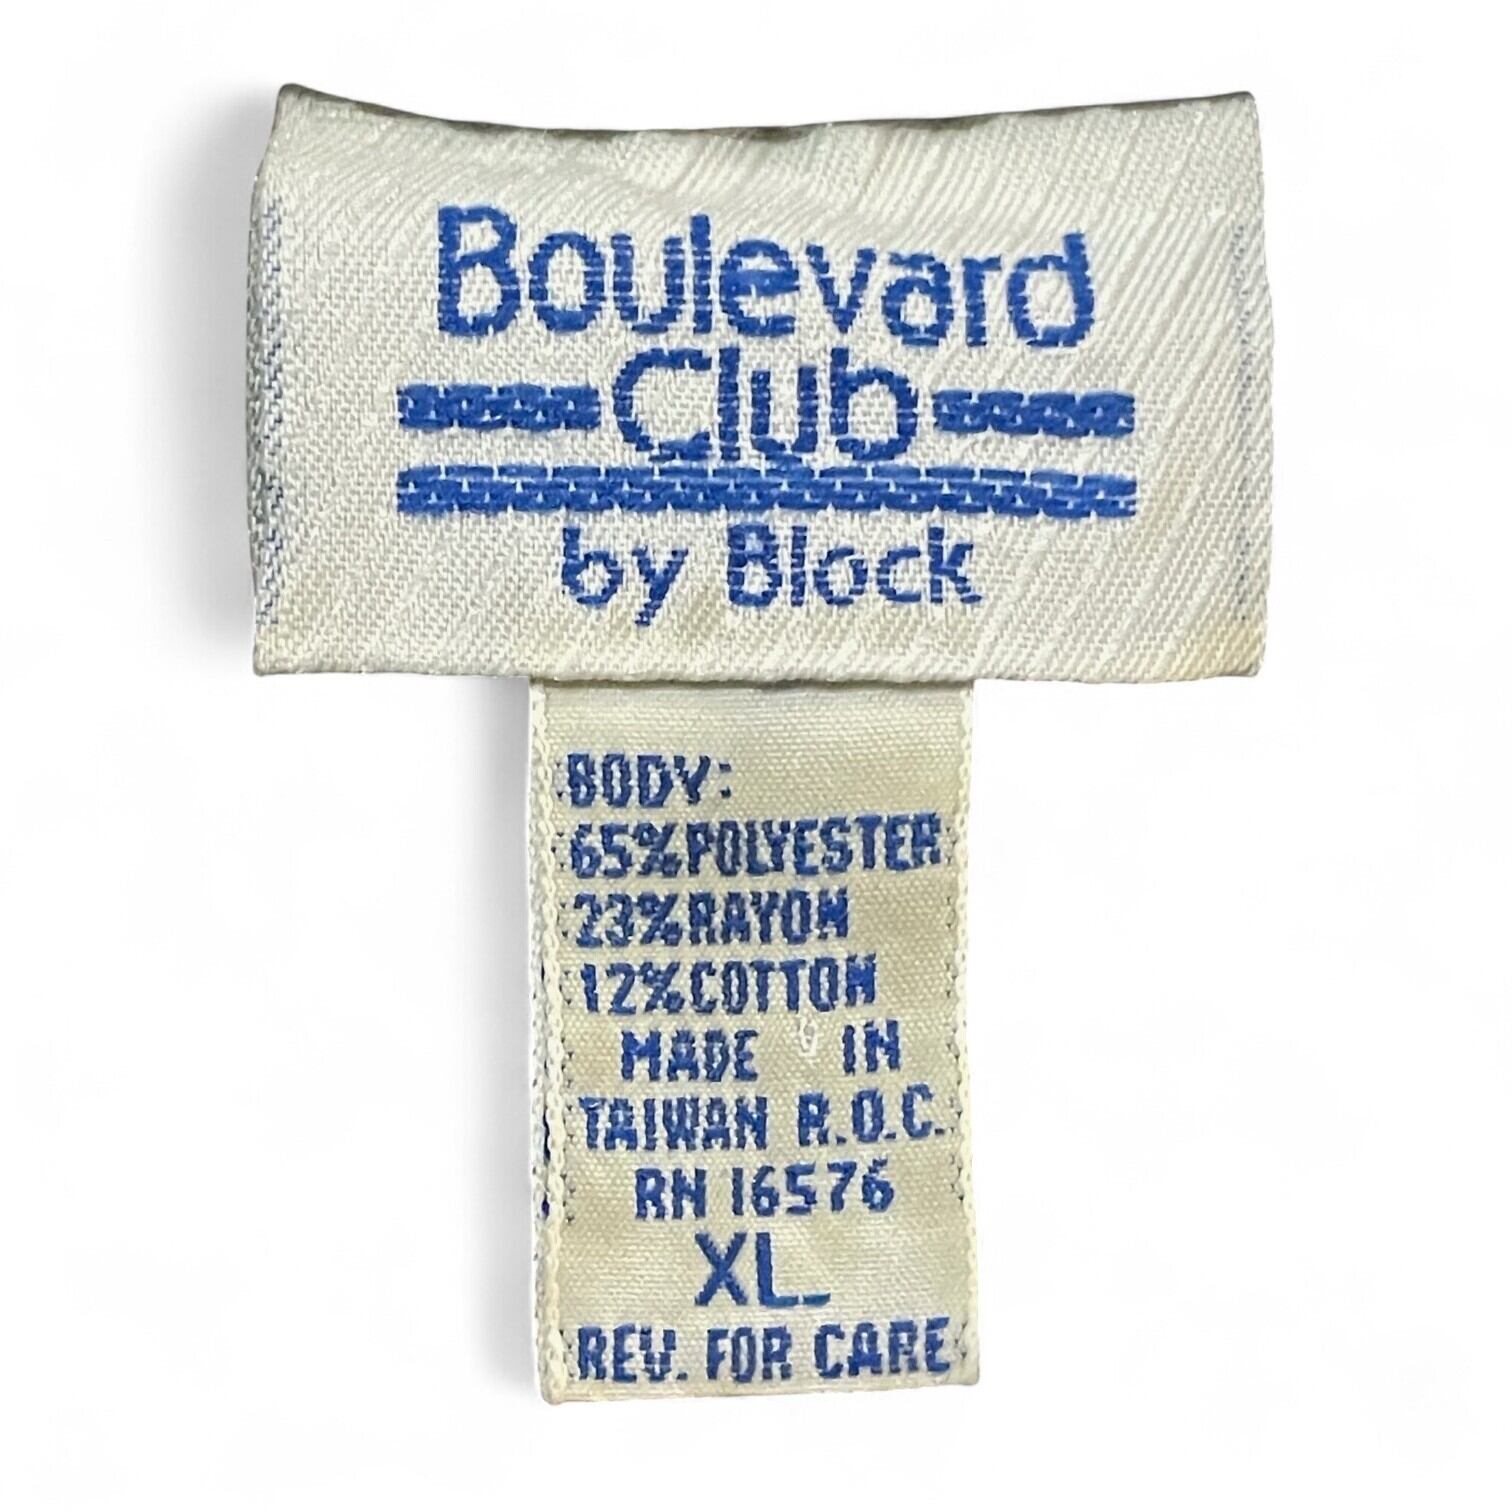 Boulevard
Club
by Block
BODY:
65%POLYESTER
23%RAYON
12%COTTON
MADE IN
TAIWAN R.O.C.
RN 16576
XL
REV. FOR CARE